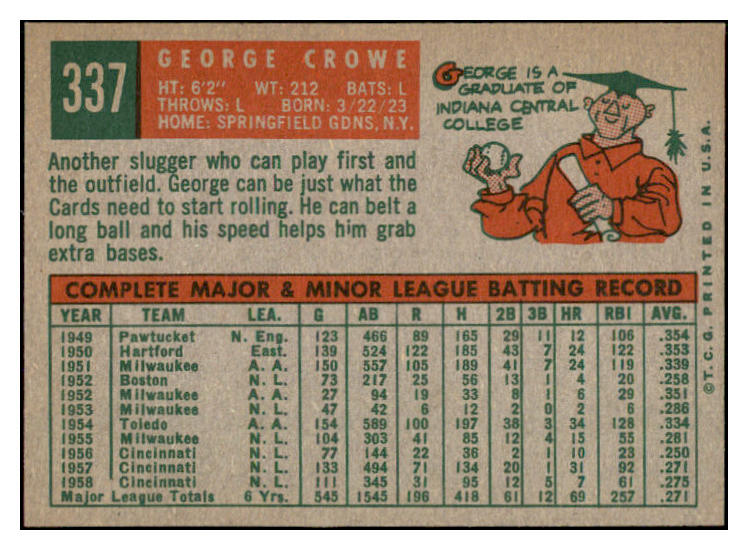 337
GEORGE CROWE
HT: 6'2" WT: 212 BATS: L
THROWS: L BORN: 3/22/23
HOME: SPRINGFIELD GDNS, N.Y.
GEORGE IS A
GRADUATE OF
INDIANA CENTRAL
COLLEGE
Another slugger who can play first and
the outfield. George can be just what the
Cards need to start rolling. He can belt a
long ball and his speed helps him grab
extra bases.
COMPLETE MAJOR & MINOR LEAGUE BATTING RECORD
YEAR TEAM LEA. G AB R H 2B 3B HR RBI AVG.
1949 Pawtucket N. Eng. 123 466 89 165 29 11 12 106 .354
1950 Hartford East. 139 524 122 185 43 7 24 122 .353
1951 Milwaukee A. A. 150 557 105 189 41 7 24 119 .339
1952 Boston N. L. 73 217 25 56 13 1 4 20 .258
1952 Milwaukee A. A. 27 94 19 33 8 1 6 29 .351
1953 Milwaukee N. L. 47 42 6 12 2 0 2 6 .286
1954 Toledo A. A. 154 589 100 197 38 3 34 128 .334
1955 Milwaukee N. L. 104 303 41 85 12 4 15 55 .281
1956 Cincinnati N. L. 77 144 22 36 2 1 10 23 .250
1957 Cincinnati N. L. 133 494 71 134 20 1 31 92 .271
1958 Cincinnati N. L. 111 345 31 95 12 5 7 61 .275
Major League Totals 6 Yrs. 545 1545 196 418 61 12 69 257 .271
©T.C.G. PRINTED IN U.S.A.